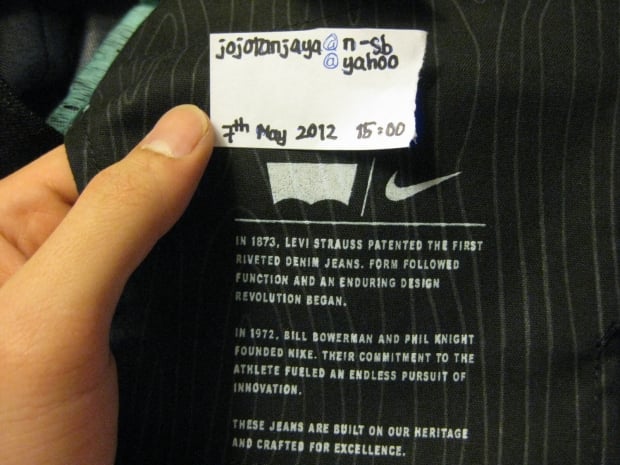 jojotanjaya@n-sb
@yahoo
7th May 2012 15:00
IN 1873, LEVI STRAUSS PATENTED THE FIRST
RIVETED DENIM JEANS. FORM FOLLOWED
FUNCTION AND AN ENDURING DESIGN
REVOLUTION BEGAN.
IN 1972, BILL BOWERMAN AND PHIL KNIGHT
FOUNDED NIKE. THEIR COMMITMENT TO THE
ATHLETE FUELED AN ENDLESS PURSUIT OF
INNOVATION.
THESE JEANS ARE BUILT ON OUR HERITAGE
AND CRAFTED FOR EXCELLENCE.